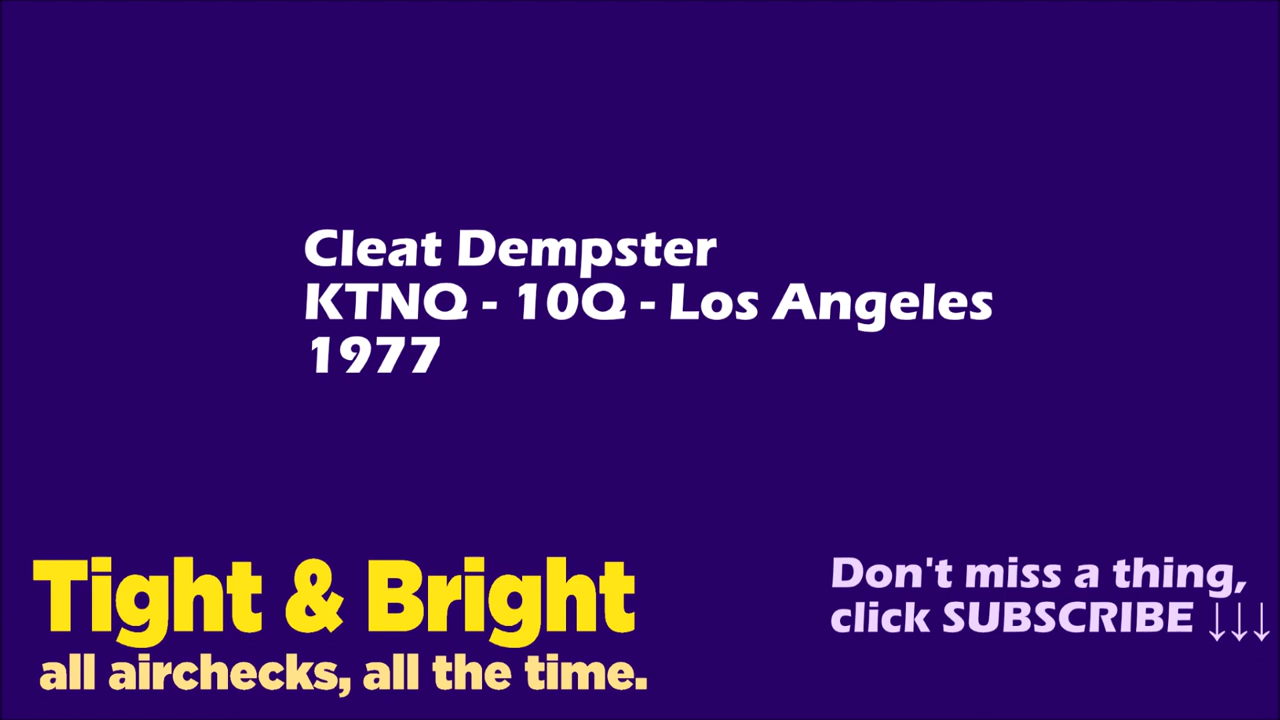 Cleat Dempster
KTNQ - 10Q - Los Angeles
1977
Tight & Bright
all airchecks, all the time.
Don't miss a thing,
click SUBSCRIBE ↓↓↓